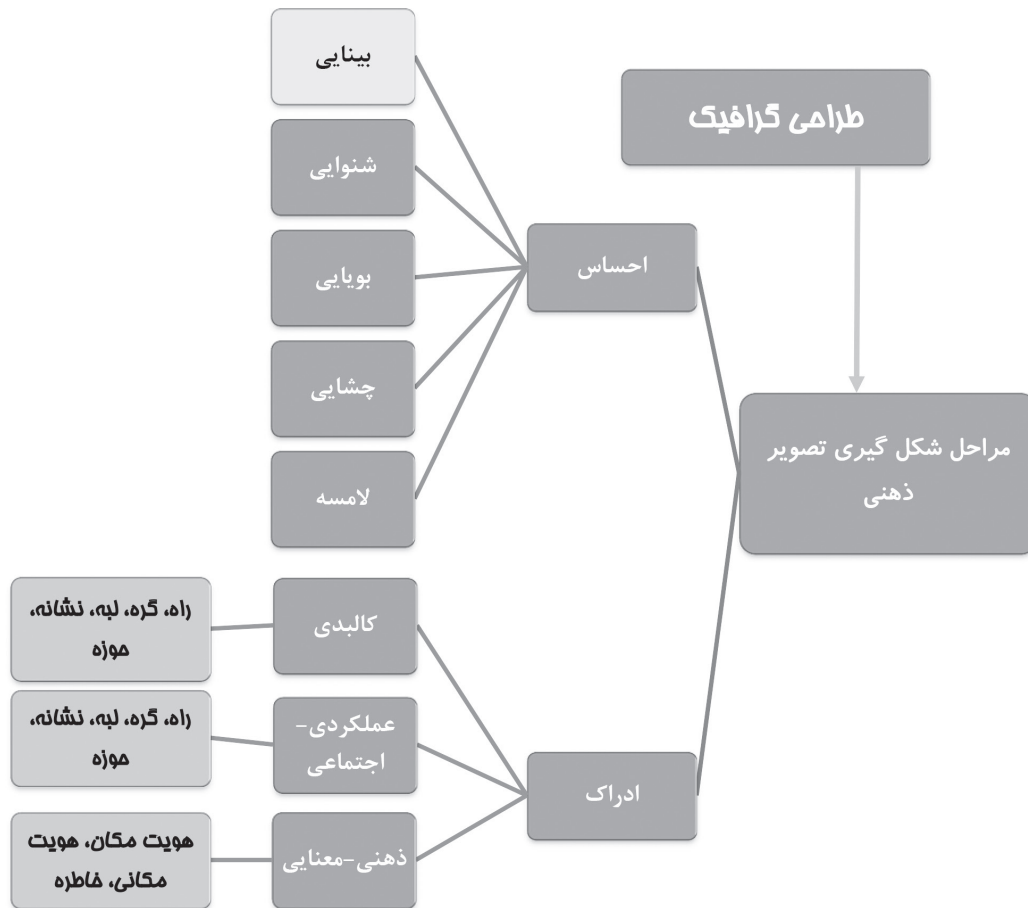 طراحی گرافیک
مراحل شکل گیری تصویر
ذهنی
احساس
بینایی
شنوایی
بویایی
چشایی
لامسه
ادراک
کالبدی
راه، گره، لبه، نشانه،
حوزه
عملکردی-
اجتماعی
راه، گره، لبه، نشانه،
حوزه
ذهنی-معنایی
هویت مکان، هویت
مکانی، خاطره